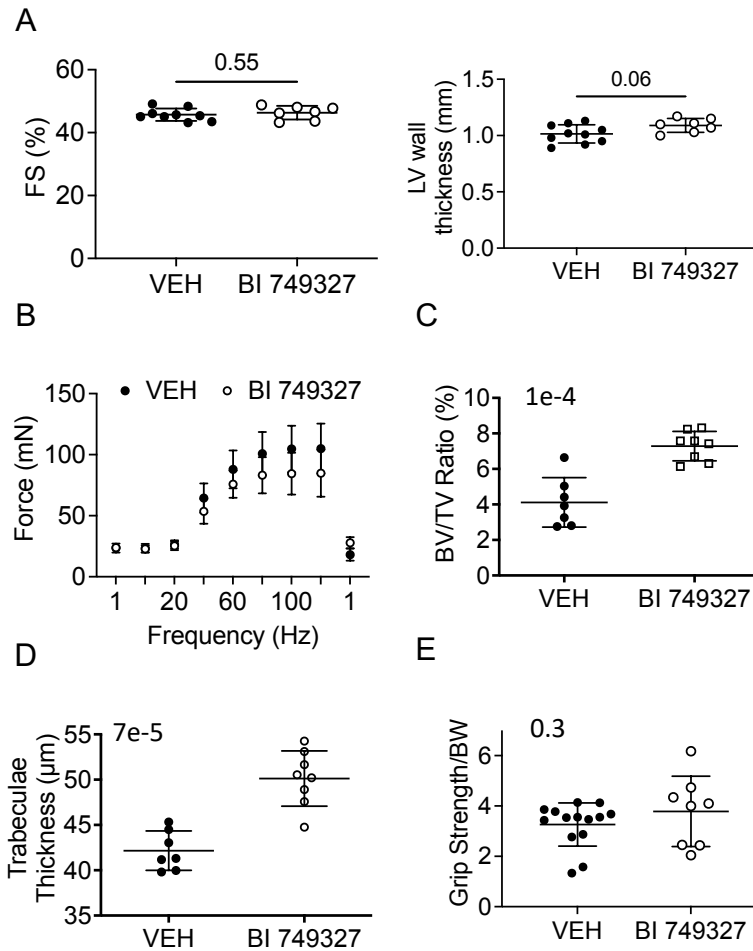 A
0.55
60
40
20
0
FS (%)
VEH
BI 749327
0.06
1.5
1.0
0.5
0.0
LV wall
thickness (mm)
VEH
BI 749327
B
VEH
BI 749327
150
100
50
0
Force (mN)
1
20
60
100
1
Frequency (Hz)
C
1e-4
10
8
6
4
2
0
BV/TV Ratio (%)
VEH
BI 749327
D
7e-5
55
50
45
40
35
Trabeculae
Thickness (µm)
VEH
BI 749327
E
0.3
6
4
2
0
Grip Strength/BW
VEH
BI 749327